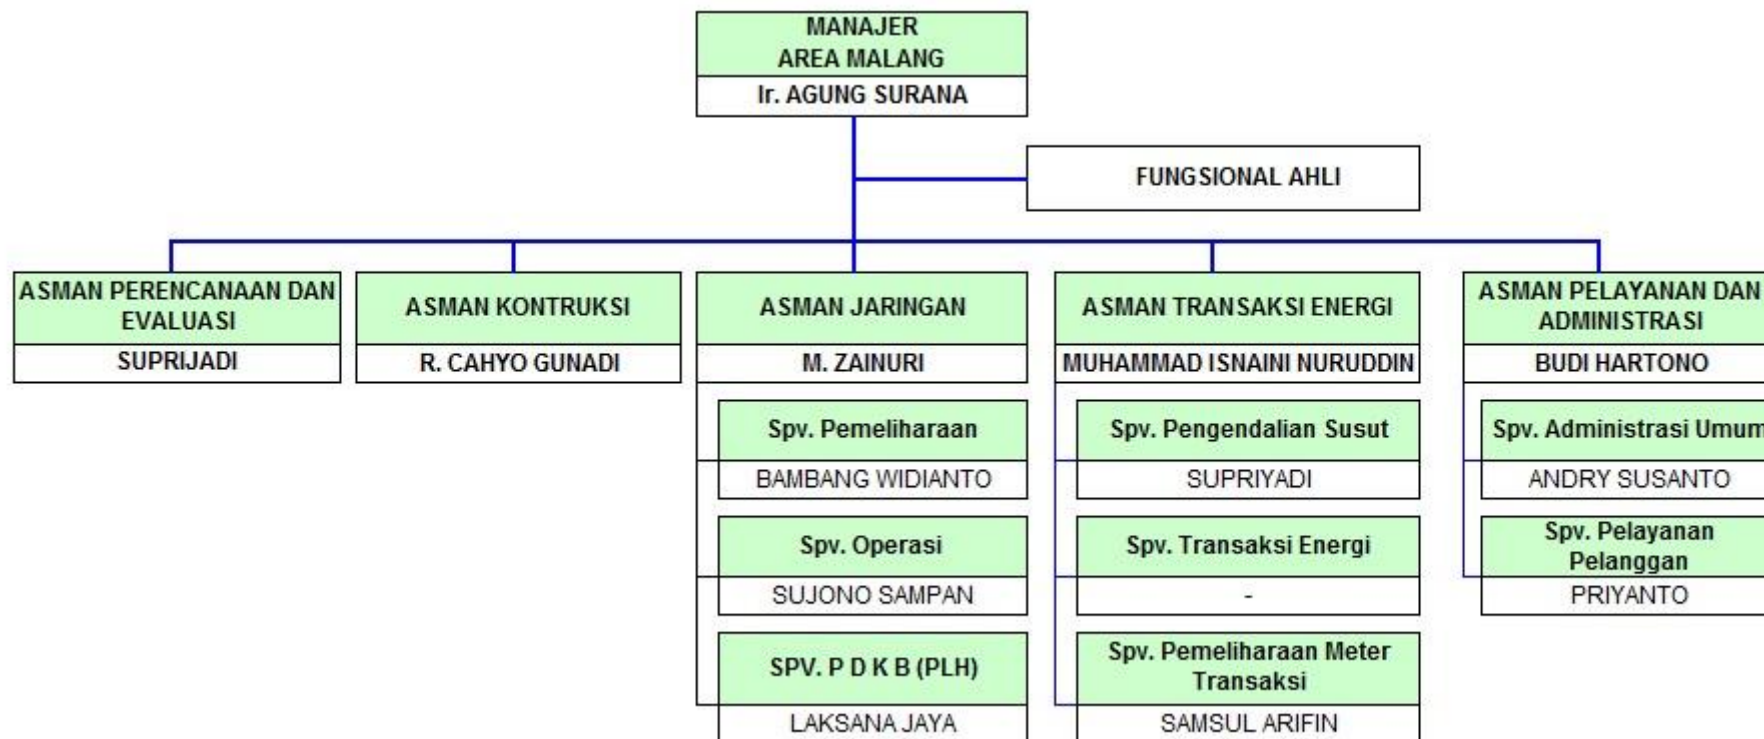 MANAJER
AREA MALANG
Ir. AGUNG SURANA
FUNGSIONAL AHLI
ASMAN PERENCANAAN DAN
EVALUASI
SUPRIJADI
ASMAN KONTRUKSI
R. CAHYO GUNADI
ASMAN JARINGAN
M. ZAINURI
Spv. Pemeliharaan
BAMBANG WIDIANTO
Spv. Operasi
SUJONO SAMPAN
SPV. P D K B (PLH)
LAKSANA JAYA
ASMAN TRANSAKSI ENERGI
MUHAMMAD ISNAINI NURUDDIN
Spv. Pengendalian Susut
SUPRIYADI
Spv. Transaksi Energi
-
Spv. Pemeliharaan Meter
Transaksi
SAMSUL ARIFIN
ASMAN PELAYANAN DAN
ADMINISTRASI
BUDI HARTONO
Spv. Administrasi Umum
ANDRY SUSANTO
Spv. Pelayanan
Pelanggan
PRIYANTO